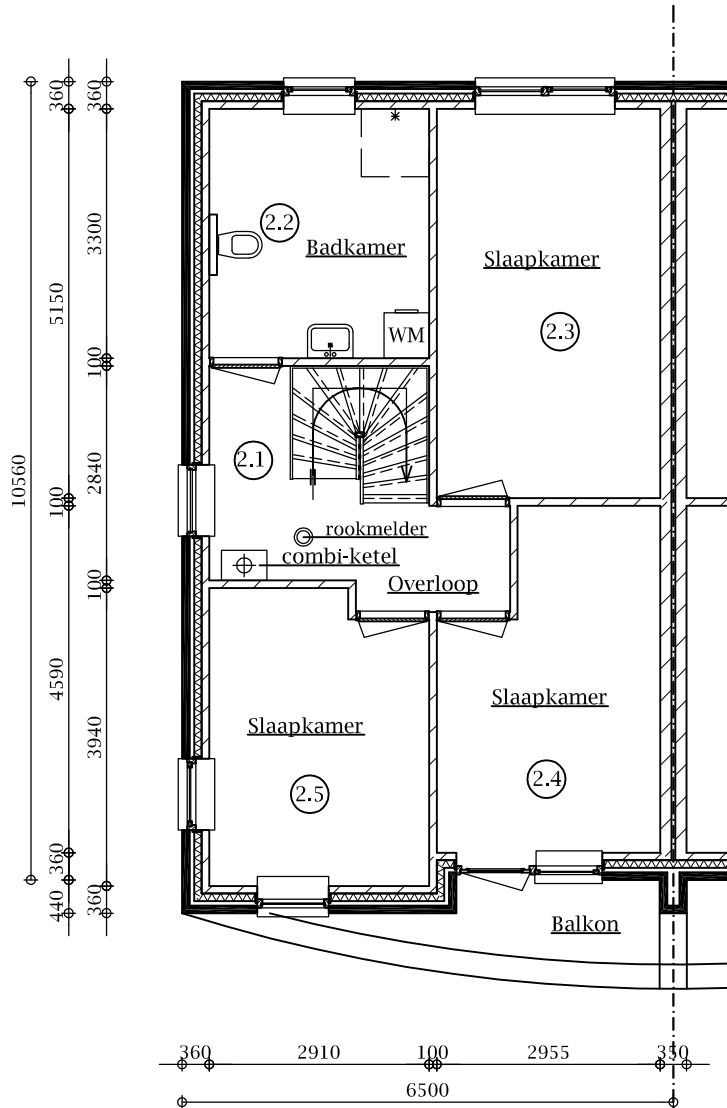 360
360
3300
2.2
Badkamer
Slaapkamer
5150
WM
2.3
100
2.1
2840
10560
100
rookmelder
combi-ketel
Overloop
100
4590
Slaapkamer
Slaapkamer
3940
2.4
2.5
360
440
360
Balkon
360
2910
100
2955
350
6500